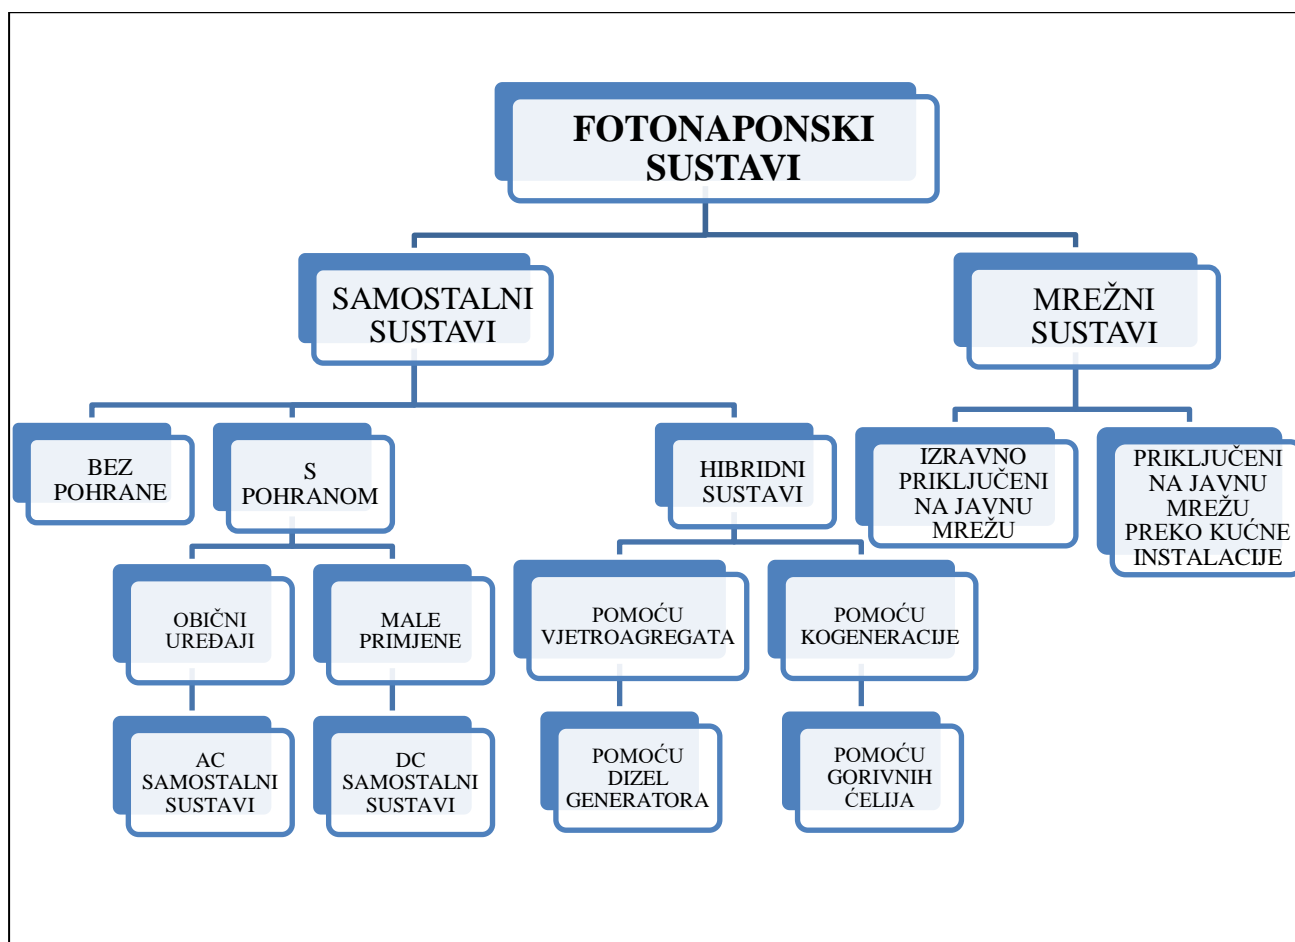 FOTONAPONSKI
SUSTAVI
SAMOSTALNI
SUSTAVI
MREŽNI
SUSTAVI
BEZ
POHRANE
S
POHRANOM
HIBRIDNI
SUSTAVI
IZRAVNO
PRIKLJUČENI
NA JAVNU
MREŽU
PRIKLJUČENI
NA JAVNU
MREŽU
PREKO KUĆNE
INSTALACIJE
OBIČNI
UREĐAJI
MALE
PRIMJENE
POMOĆU
VJETROAGREGATA
POMOĆU
KOGENERACIJE
AC
SAMOSTALNI
SUSTAVI
DC
SAMOSTALNI
SUSTAVI
POMOĆU
DIZEL
GENERATORA
POMOĆU
GORIVNIH
ĆELIJA